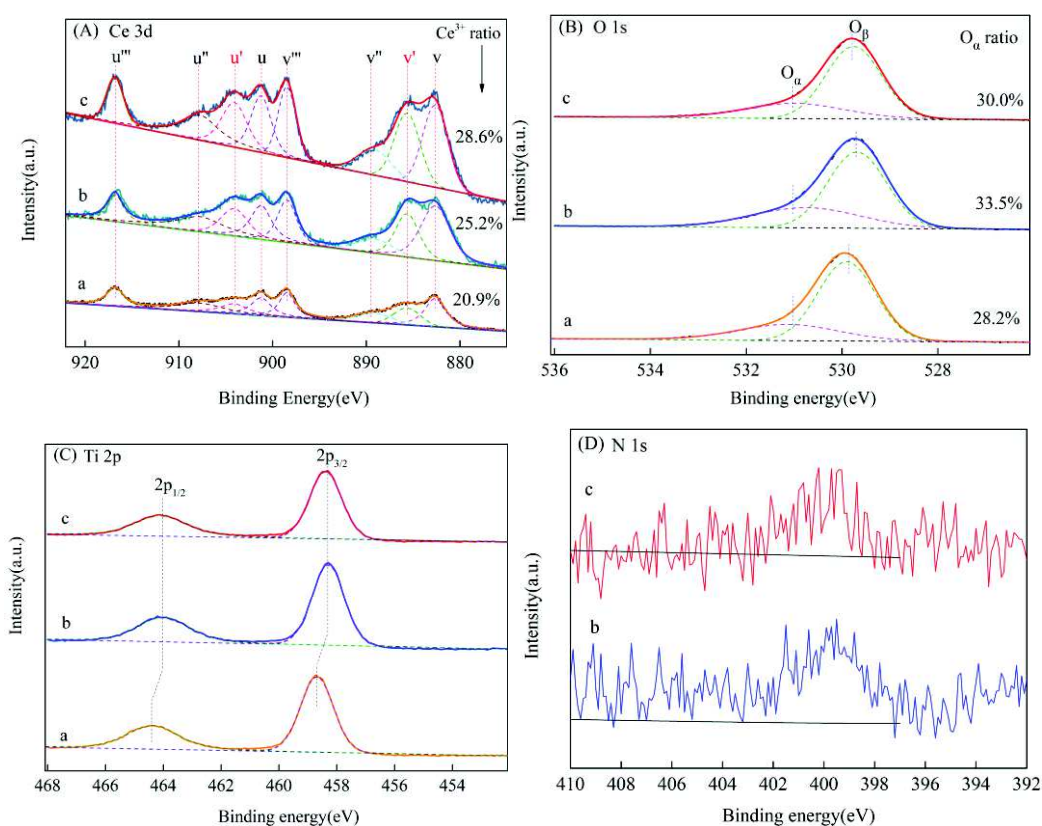 (A) Ce 3d
Ce³⁺ ratio
u''' u'' u' u v''' v'' v' v
c
28.6%
b
25.2%
a
20.9%
Intensity(a.u.)
920 910 900 890 880
Binding Energy(eV)
(B) O 1s
Oβ
Oα ratio
Oα
c
30.0%
b
33.5%
a
28.2%
Intensity(a.u.)
536 534 532 530 528
Binding energy(eV)
(C) Ti 2p
2p3/2
2p1/2
c
b
a
Intensity(a.u.)
468 466 464 462 460 458 456 454
Binding energy(eV)
(D) N 1s
c
b
Intensity(a.u.)
410 408 406 404 402 400 398 396 394 392
Binding energy(eV)